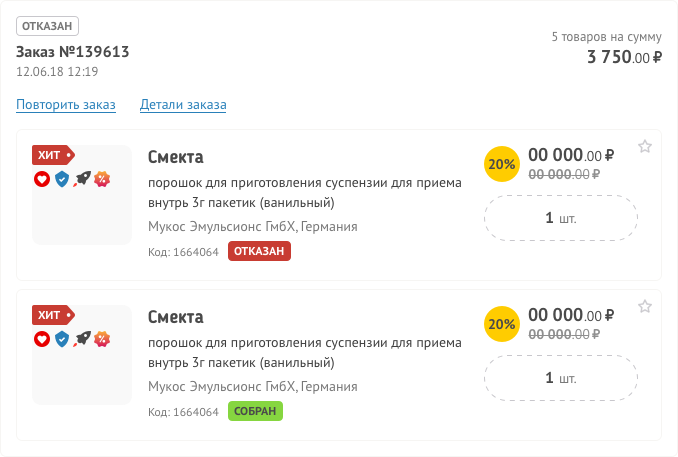 ОТКАЗАН
Заказ №139613
12.06.18 12:19
5 товаров на сумму
3 750.00 ₽
Повторить заказ
Детали заказа
ХИТ
Смекта
порошок для приготовления суспензии для приема
внутрь 3г пакетик (ванильный)
Мукос Эмульсионс ГмбХ, Германия
Код: 1664064 ОТКАЗАН
20%
00 000.00 ₽
00 000.00 ₽
1 шт.
ХИТ
Смекта
порошок для приготовления суспензии для приема
внутрь 3г пакетик (ванильный)
Мукос Эмульсионс ГмбХ, Германия
Код: 1664064 СОБРАН
20%
00 000.00 ₽
00 000.00 ₽
1 шт.